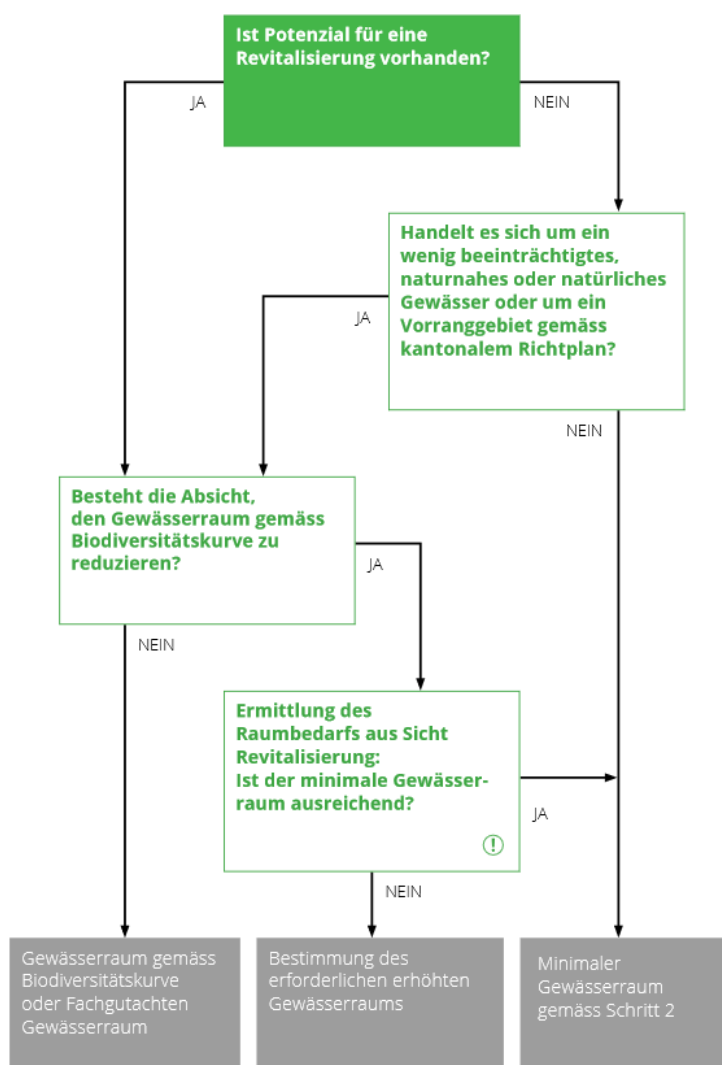 Ist Potenzial für eine
Revitalisierung vorhanden?
JA
NEIN
Handelt es sich um ein
wenig beeinträchtigtes,
naturnahes oder natürliches
Gewässer oder um ein
Vorranggebiet gemäss
kantonalem Richtplan?
JA
NEIN
Besteht die Absicht,
den Gewässerraum gemäss
Biodiversitätskurve zu
reduzieren?
JA
NEIN
Ermittlung des
Raumbedarfs aus Sicht
Revitalisierung:
Ist der minimale Gewässer-
raum ausreichend?
!
JA
NEIN
Gewässerraum gemäss
Biodiversitätskurve
oder Fachgutachten
Gewässerraum
Bestimmung des
erforderlichen erhöhten
Gewässerraums
Minimaler
Gewässerraum
gemäss Schritt 2